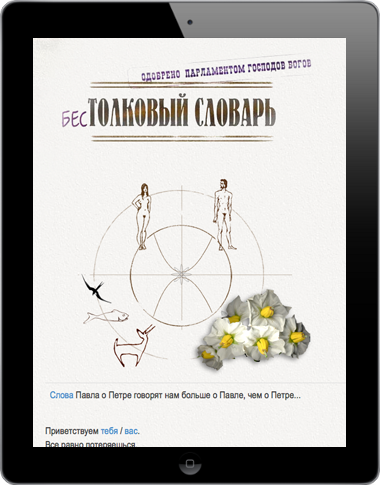 ОДОБРЕНО ПАРЛАМЕНТОМ ГОСПОДОВ БОГОВ
БЕСТОЛКОВЫЙ СЛОВАРЬ
Слова Павла о Петре говорят нам больше о Павле, чем о Петре...
Приветствуем тебя / вас.
Все равно потеряешься